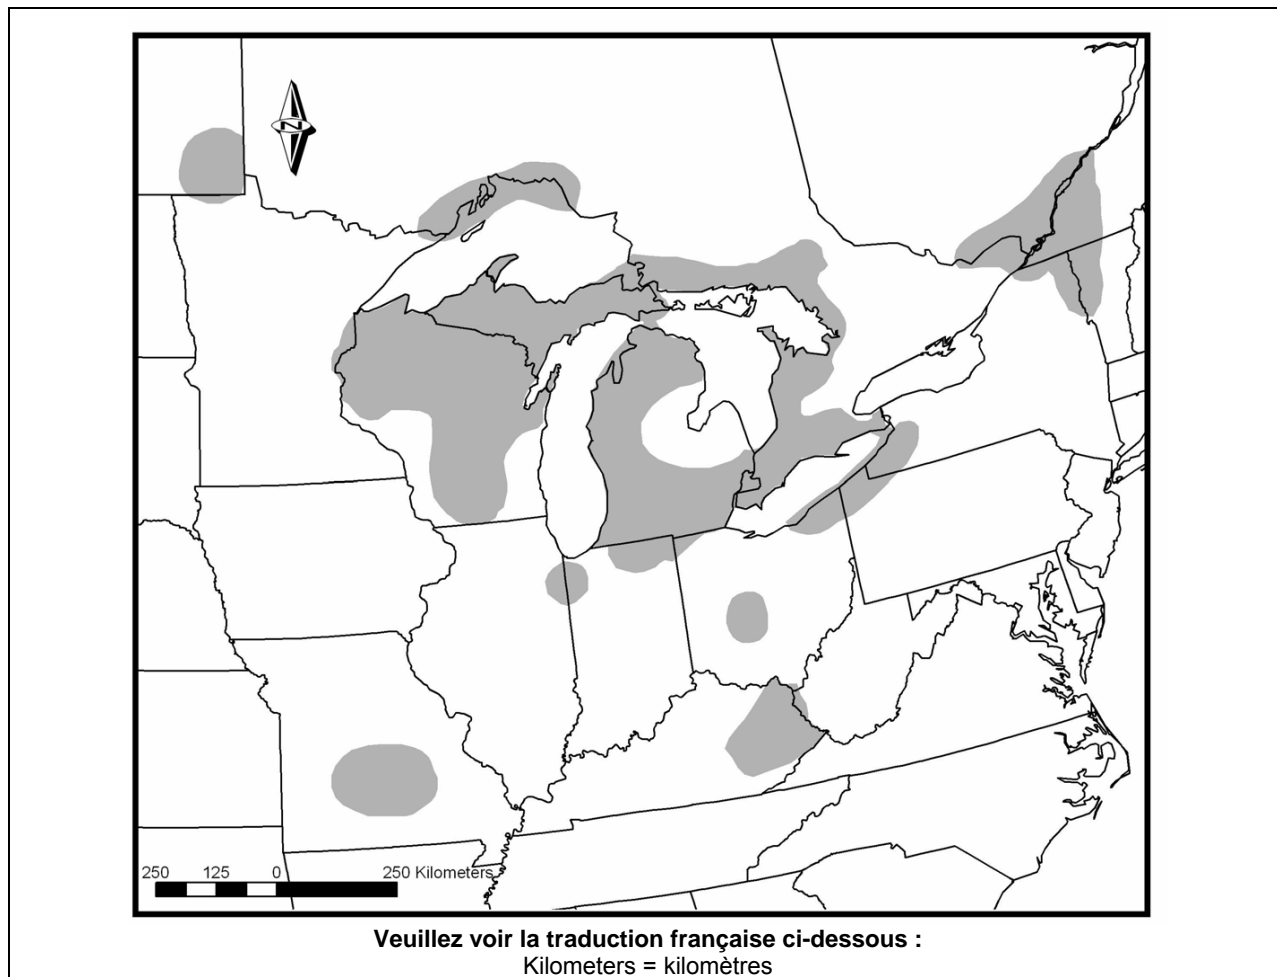 N
250 125 0 250 Kilometers
Veuillez voir la traduction française ci-dessous :
Kilometers = kilomètres